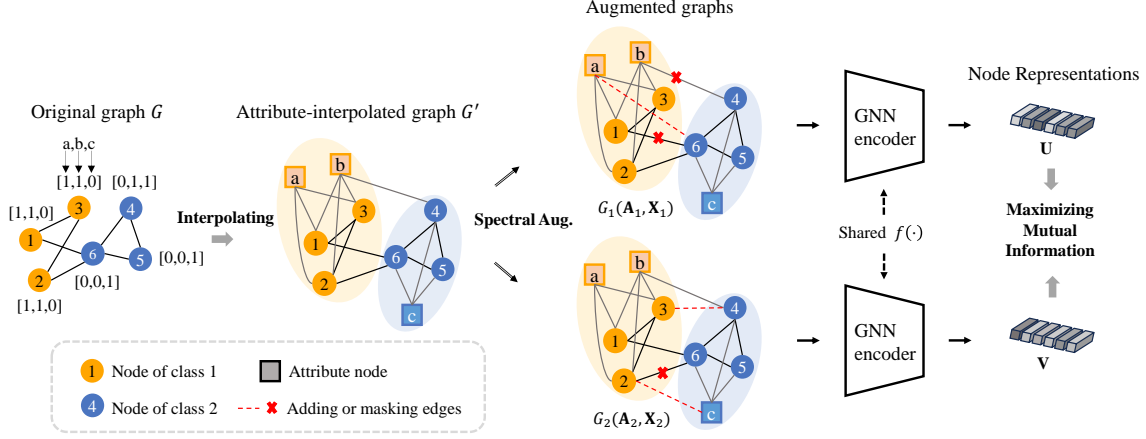 Augmented graphs
Original graph G
Attribute-interpolated graph G′
Node Representations
a,b,c
[1,1,0] [0,1,1]
[1,1,0]
3 4
1
6 5
2
[0,0,1]
[0,0,1]
[1,1,0]
Interpolating
a b
3 4
1
6 5
2
c
Spectral Aug.
a b
3 4
1
6 5
2
c
G₁(A₁, X₁)
a b
3 4
1
6 5
2
c
G₂(A₂, X₂)
GNN
encoder
Shared f(·)
GNN
encoder
U
Maximizing
Mutual
Information
V
1 Node of class 1
Attribute node
4 Node of class 2
Adding or masking edges